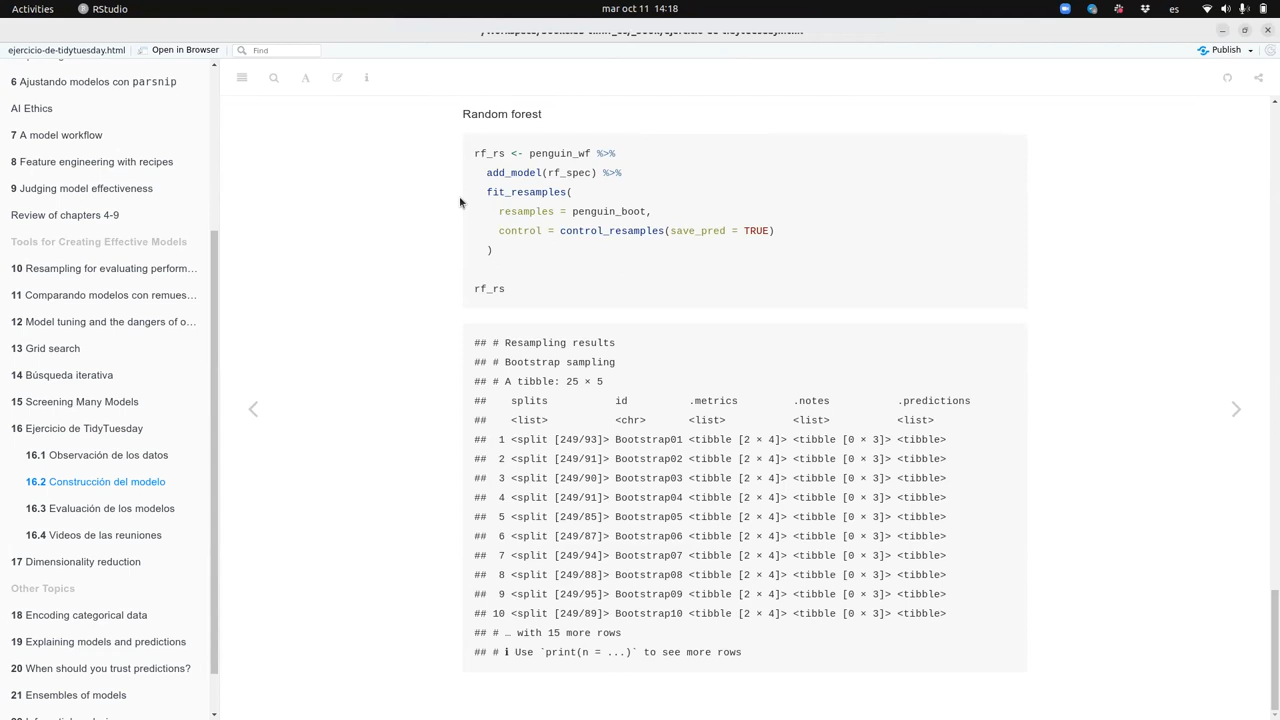 Activities RStudio mar oct 11 14:18
ejercicio-de-tidytuesday.html Open in Browser Find Publish
6 Ajustando modelos con parsnip
AI Ethics
7 A model workflow
8 Feature engineering with recipes
9 Judging model effectiveness
Review of chapters 4-9
Tools for Creating Effective Models
10 Resampling for evaluating perform…
11 Comparando modelos con remues…
12 Model tuning and the dangers of o…
13 Grid search
14 Búsqueda iterativa
15 Screening Many Models
16 Ejercicio de TidyTuesday
16.1 Observación de los datos
16.2 Construcción del modelo
16.3 Evaluación de los modelos
16.4 Videos de las reuniones
17 Dimensionality reduction
Other Topics
18 Encoding categorical data
19 Explaining models and predictions
20 When should you trust predictions?
21 Ensembles of models
Random forest
rf_rs <- penguin_wf %>%
add_model(rf_spec) %>%
fit_resamples(
resamples = penguin_boot,
control = control_resamples(save_pred = TRUE)
)
rf_rs
## # Resampling results
## # Bootstrap sampling
## # A tibble: 25 × 5
## splits id .metrics .notes .predictions
## <list> <chr> <list> <list> <list>
## 1 <split [249/93]> Bootstrap01 <tibble [2 × 4]> <tibble [0 × 3]> <tibble>
## 2 <split [249/91]> Bootstrap02 <tibble [2 × 4]> <tibble [0 × 3]> <tibble>
## 3 <split [249/90]> Bootstrap03 <tibble [2 × 4]> <tibble [0 × 3]> <tibble>
## 4 <split [249/91]> Bootstrap04 <tibble [2 × 4]> <tibble [0 × 3]> <tibble>
## 5 <split [249/85]> Bootstrap05 <tibble [2 × 4]> <tibble [0 × 3]> <tibble>
## 6 <split [249/87]> Bootstrap06 <tibble [2 × 4]> <tibble [0 × 3]> <tibble>
## 7 <split [249/94]> Bootstrap07 <tibble [2 × 4]> <tibble [0 × 3]> <tibble>
## 8 <split [249/88]> Bootstrap08 <tibble [2 × 4]> <tibble [0 × 3]> <tibble>
## 9 <split [249/95]> Bootstrap09 <tibble [2 × 4]> <tibble [0 × 3]> <tibble>
## 10 <split [249/89]> Bootstrap10 <tibble [2 × 4]> <tibble [0 × 3]> <tibble>
## # … with 15 more rows
## # ℹ Use `print(n = ...)` to see more rows